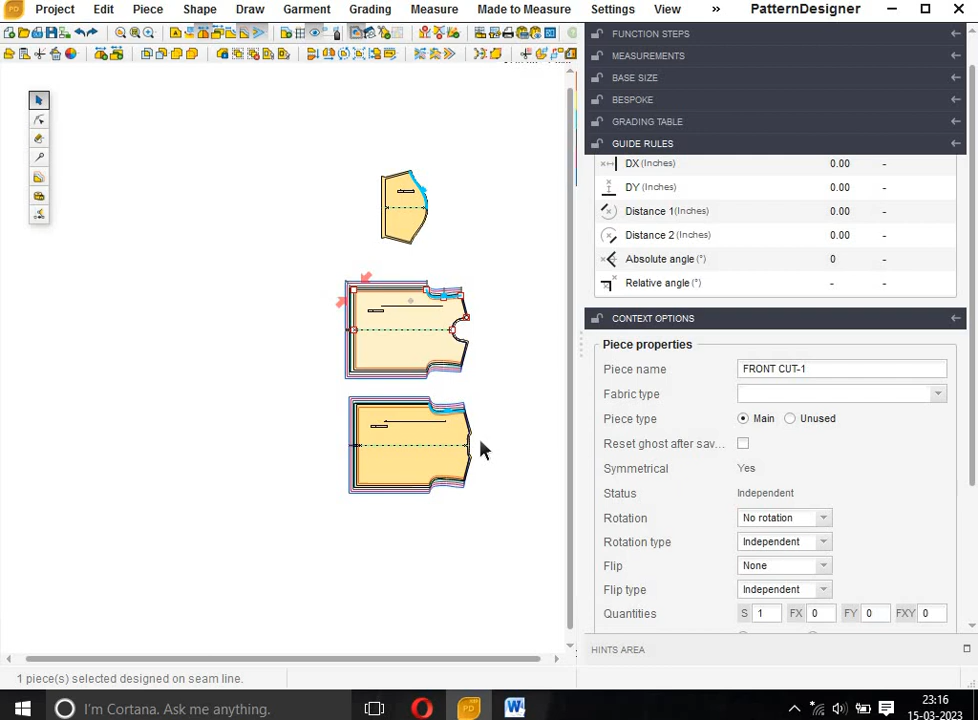 Project Edit Piece Shape Draw Garment Grading Measure Made to Measure Settings View » PatternDesigner
FUNCTION STEPS
MEASUREMENTS
BASE SIZE
BESPOKE
GRADING TABLE
GUIDE RULES
DX (Inches) 0.00 -
DY (Inches) 0.00 -
Distance 1(Inches) 0.00 -
Distance 2 (Inches) 0.00 -
Absolute angle (°) 0 -
Relative angle (°) - -
CONTEXT OPTIONS
Piece properties
Piece name FRONT CUT-1
Fabric type
Piece type Main Unused
Reset ghost after sav...
Symmetrical Yes
Status Independent
Rotation No rotation
Rotation type Independent
Flip None
Flip type Independent
Quantities S 1 FX 0 FY 0 FXY 0
HINTS AREA
1 piece(s) selected designed on seam line.
I'm Cortana. Ask me anything.
PD
23:16
15-03-2023